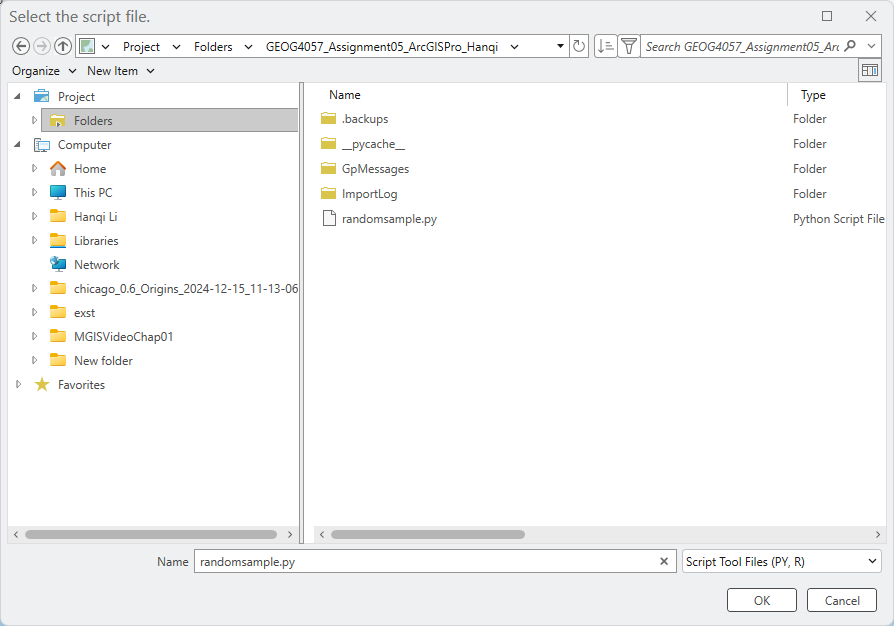 Select the script file.
Project Folders GEOG4057_Assignment05_ArcGISPro_Hanqi Search GEOG4057_Assignment05_Arc
Organize New Item
Project
Folders
Computer
Home
This PC
Hanqi Li
Libraries
Network
chicago_0.6_Origins_2024-12-15_11-13-06
exst
MGISVideoChap01
New folder
Favorites
Name Type
.backups Folder
__pycache__ Folder
GpMessages Folder
ImportLog Folder
randomsample.py Python Script File
Name randomsample.py Script Tool Files (PY, R)
OK Cancel